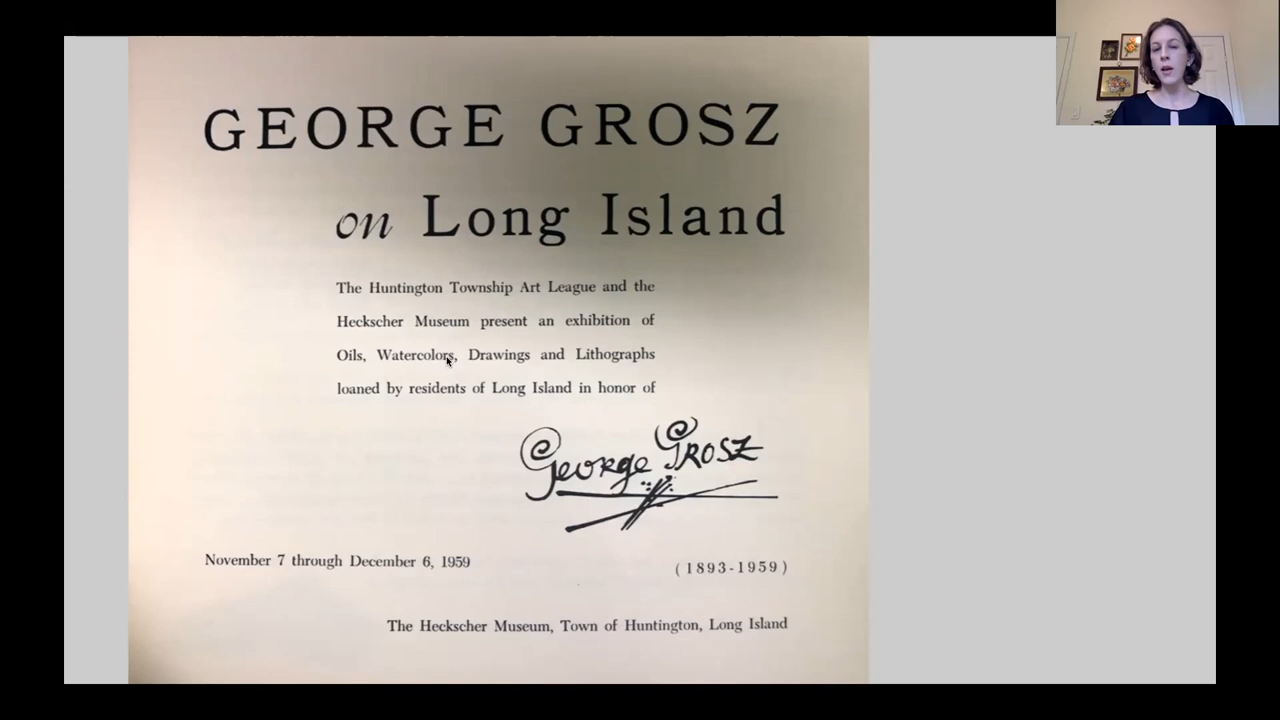 GEORGE GROSZ
on Long Island
The Huntington Township Art League and the
Heckscher Museum present an exhibition of
Oils, Watercolors, Drawings and Lithographs
loaned by residents of Long Island in honor of
George GROSZ
November 7 through December 6, 1959
(1893-1959)
The Heckscher Museum, Town of Huntington, Long Island